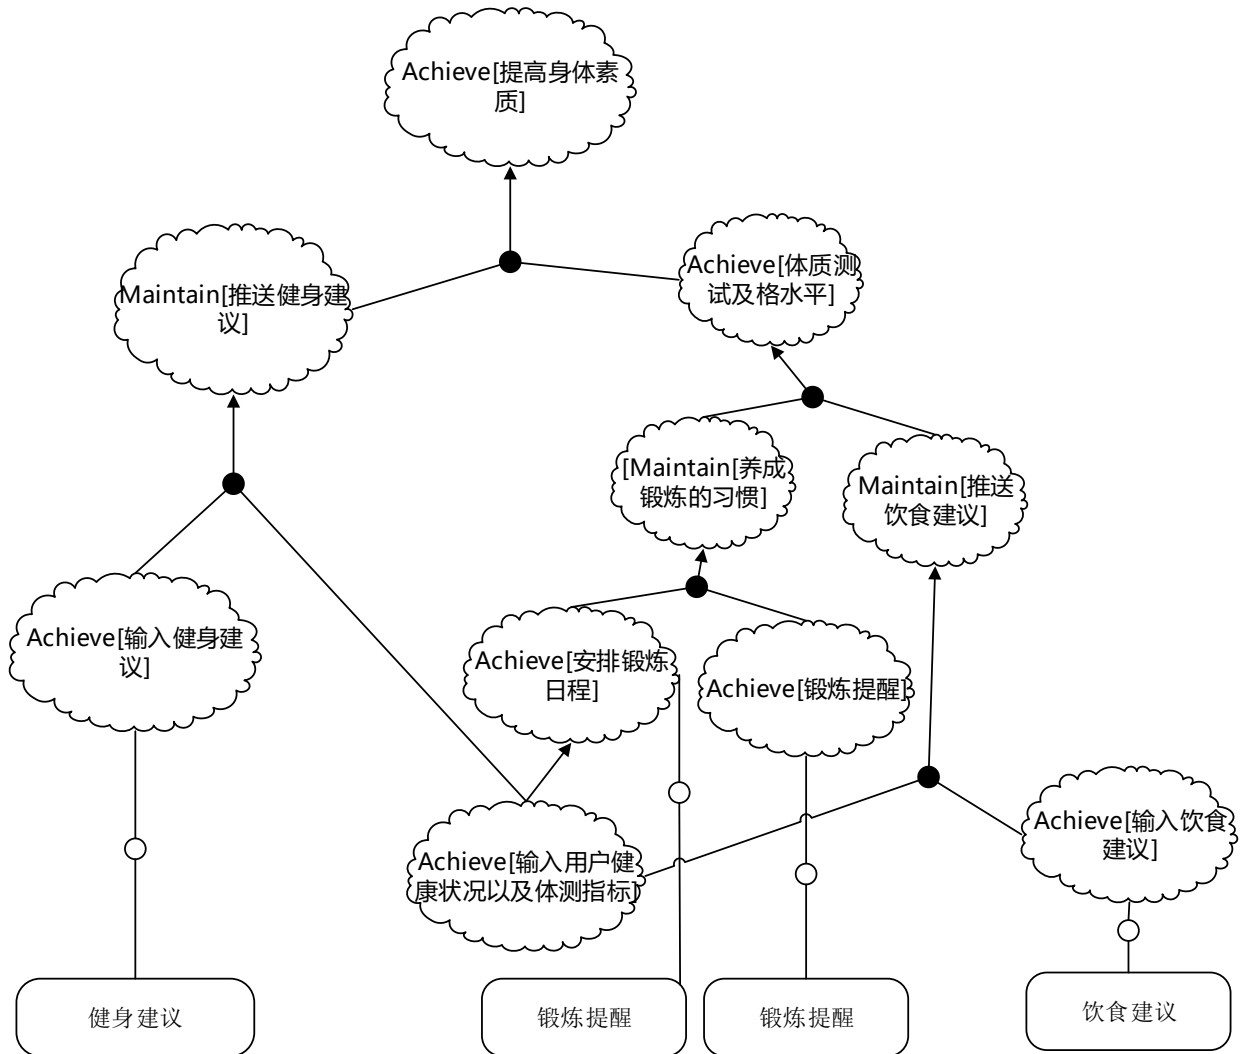 Achieve[提高身体素
质]
Maintain[推送健身建
议]
Achieve[体质测
试及格水平]
[Maintain[养成
锻炼的习惯]
Maintain[推送
饮食建议]
Achieve[输入健身建
议]
Achieve[安排锻炼
日程]
Achieve[锻炼提醒]
Achieve[输入用户健
康状况以及体测指标]
Achieve[输入饮食
建议]
健身建议
锻炼提醒
锻炼提醒
饮食建议